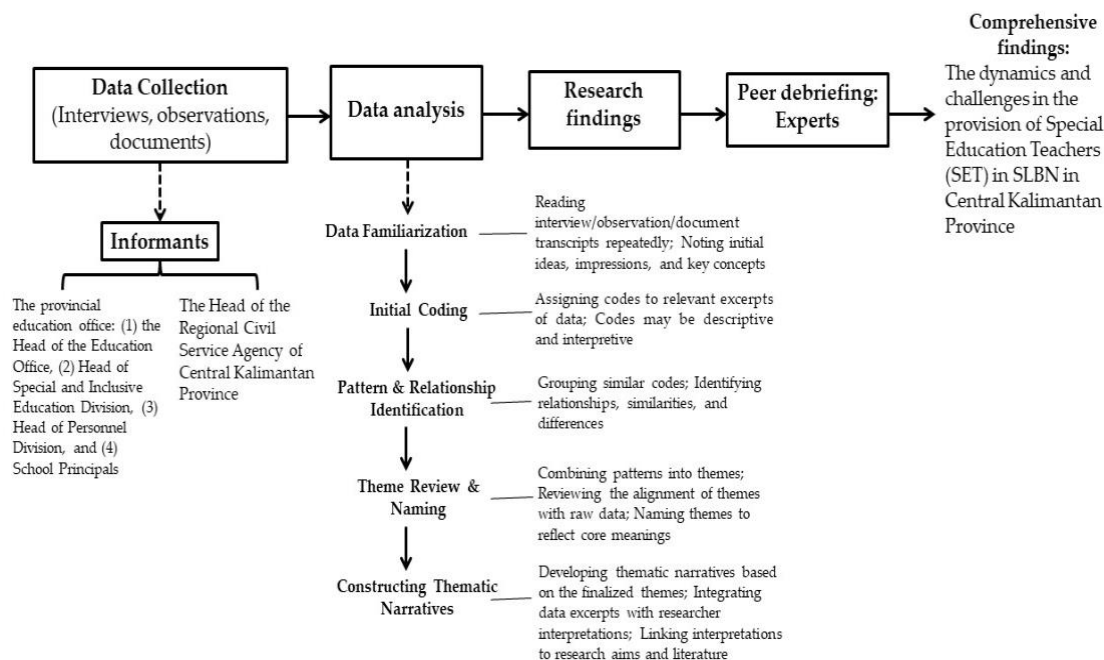 Data Collection
(Interviews, observations,
documents)
Data analysis
Research
findings
Peer debriefing:
Experts
Comprehensive
findings:
The dynamics and
challenges in the
provision of Special
Education Teachers
(SET) in SLBN in
Central Kalimantan
Province
Informants
The provincial
education office: (1) the
Head of the Education
Office, (2) Head of
Special and Inclusive
Education Division, (3)
Head of Personnel
Division, and (4)
School Principals
The Head of the
Regional Civil
Service Agency of
Central Kalimantan
Province
Data Familiarization
Reading
interview/observation/document
transcripts repeatedly; Noting initial
ideas, impressions, and key concepts
Initial Coding
Assigning codes to relevant excerpts
of data; Codes may be descriptive
and interpretive
Pattern & Relationship
Identification
Grouping similar codes; Identifying
relationships, similarities, and
differences
Theme Review &
Naming
Combining patterns into themes;
Reviewing the alignment of themes
with raw data; Naming themes to
reflect core meanings
Constructing Thematic
Narratives
Developing thematic narratives based
on the finalized themes; Integrating
data excerpts with researcher
interpretations; Linking interpretations
to research aims and literature